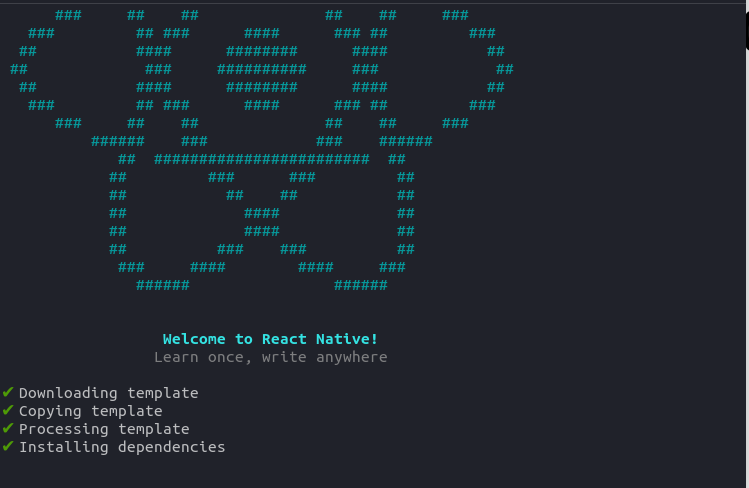 Welcome to React Native!
Learn once, write anywhere
✔ Downloading template
✔ Copying template
✔ Processing template
✔ Installing dependencies